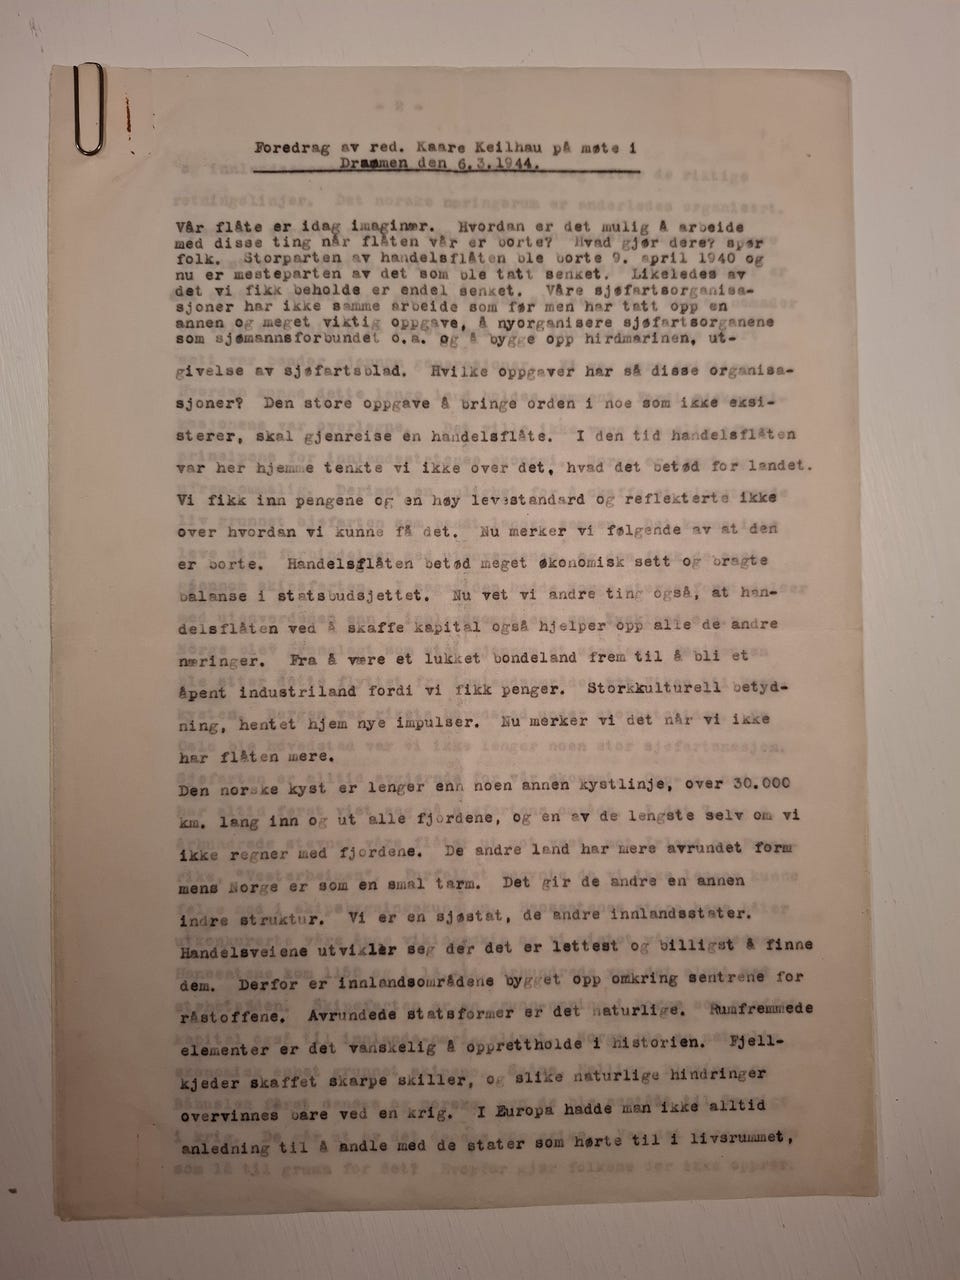 Foredrag av red. Kaare Keilhau på møte i
Drammen den 6.3.1944.
Vår flåte er idag imaginær. Hvordan er det mulig å arbeide
med disse ting når flåten vår er borte? Hvad gjør dere? spør
folk. Storparten av handelsflåten ble borte 9. april 1940 og
nu er mesteparten av det som ble tatt senket. Likeledes av
det vi fikk beholde er endel senket. Våre sjøfartsorganisa-
sjoner har ikke samme arbeide som før men har tatt opp en
annen og meget viktig oppgave, å nyorganisere sjøfartsorganene
som sjømannsforbundet o.a. og å bygge opp hirdmarinen, ut-
givelse av sjøfartsblad. Hvilke oppgaver har så disse organisa-
sjoner? Den store oppgave å bringe orden i noe som ikke eksi-
sterer, skal gjenreise en handelsflåte. I den tid handelsflåten
var her hjemme tenkte vi ikke over det, hvad det betød for landet.
Vi fikk inn pengene og en høy levestandard og reflekterte ikke
over hvordan vi kunne få det. Nu merker vi følgende av at den
er borte. Handelsflåten betød meget økonomisk sett og bragte
balanse i statsbudsjettet. Nu vet vi andre ting også, at han-
delsflåten ved å skaffe kapital også hjelper opp alle de andre
næringer. Fra å være et lukket bondeland frem til å bli et
åpent industriland fordi vi fikk penger. Storkkulturell betyd-
ning, hentet hjem nye impulser. Nu merker vi det når vi ikke
har flåten mere.
Den norske kyst er lenger enn noen annen kystlinje, over 30.000
km. lang inn og ut alle fjordene, og en av de lengste selv om vi
ikke regner med fjordene. De andre land har mere avrundet form
mens Norge er som en smal tarm. Det gir de andre en annen
indre struktur. Vi er en sjøstat, de andre innlandsstater.
Handelsveiene utviklèr seg der det er lettest og billigst å finne
dem. Derfor er innlandsområdene bygget opp omkring sentrene for
råstoffene. Avrundede statsformer er det naturlige. Rumfremmede
elementer er det vanskelig å opprettholde i historien. Fjell-
kjeder skaffet skarpe skiller, og slike naturlige hindringer
overvinnes bare ved en krig. I Europa hadde man ikke alltid
anledning til å andle med de stater som hørte til i livsrummet,